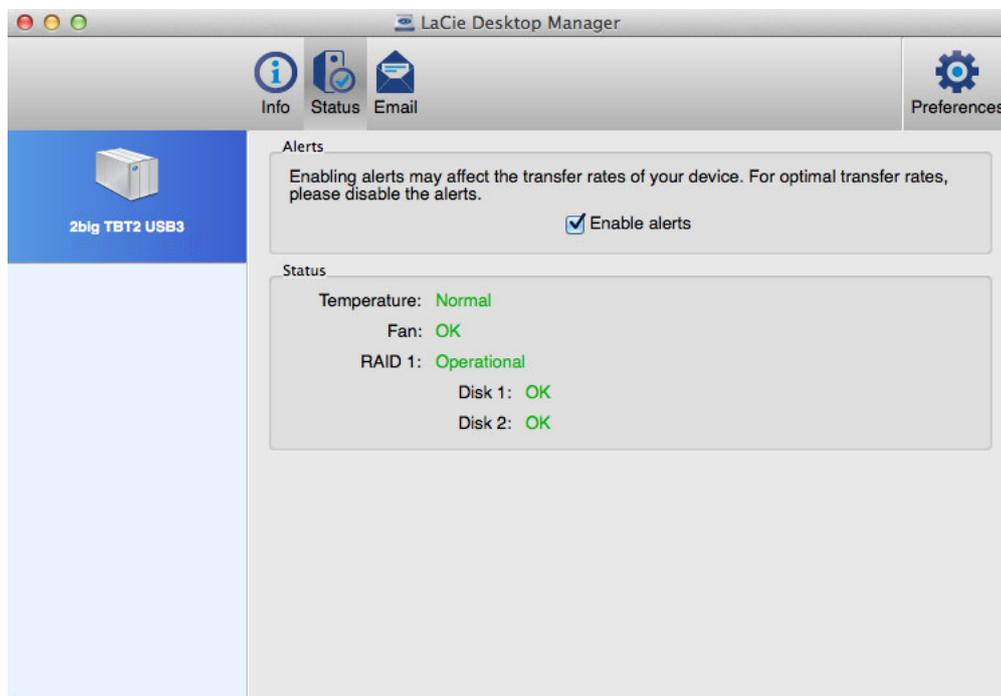 LaCie Desktop Manager
Info Status Email Preferences
2big TBT2 USB3
Alerts
Enabling alerts may affect the transfer rates of your device. For optimal transfer rates,
please disable the alerts.
Enable alerts
Status
Temperature: Normal
Fan: OK
RAID 1: Operational
Disk 1: OK
Disk 2: OK